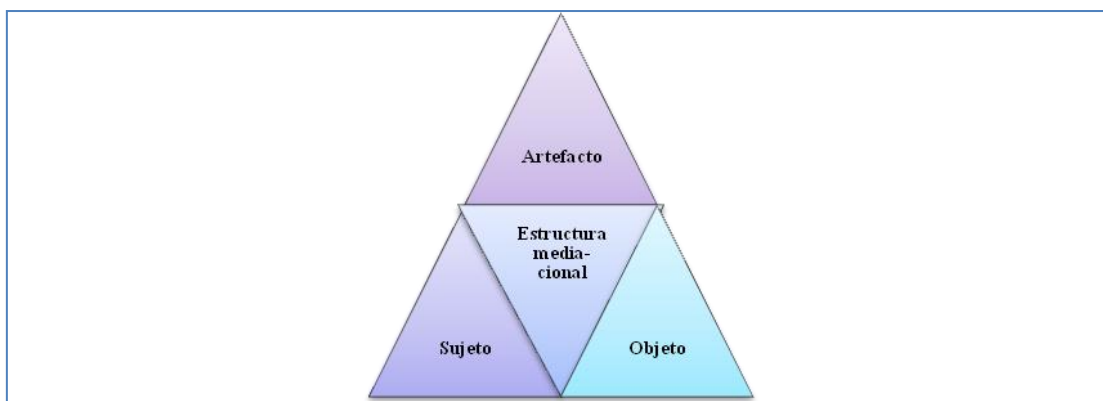 Artefacto
Estructura
media-
cional
Sujeto
Objeto